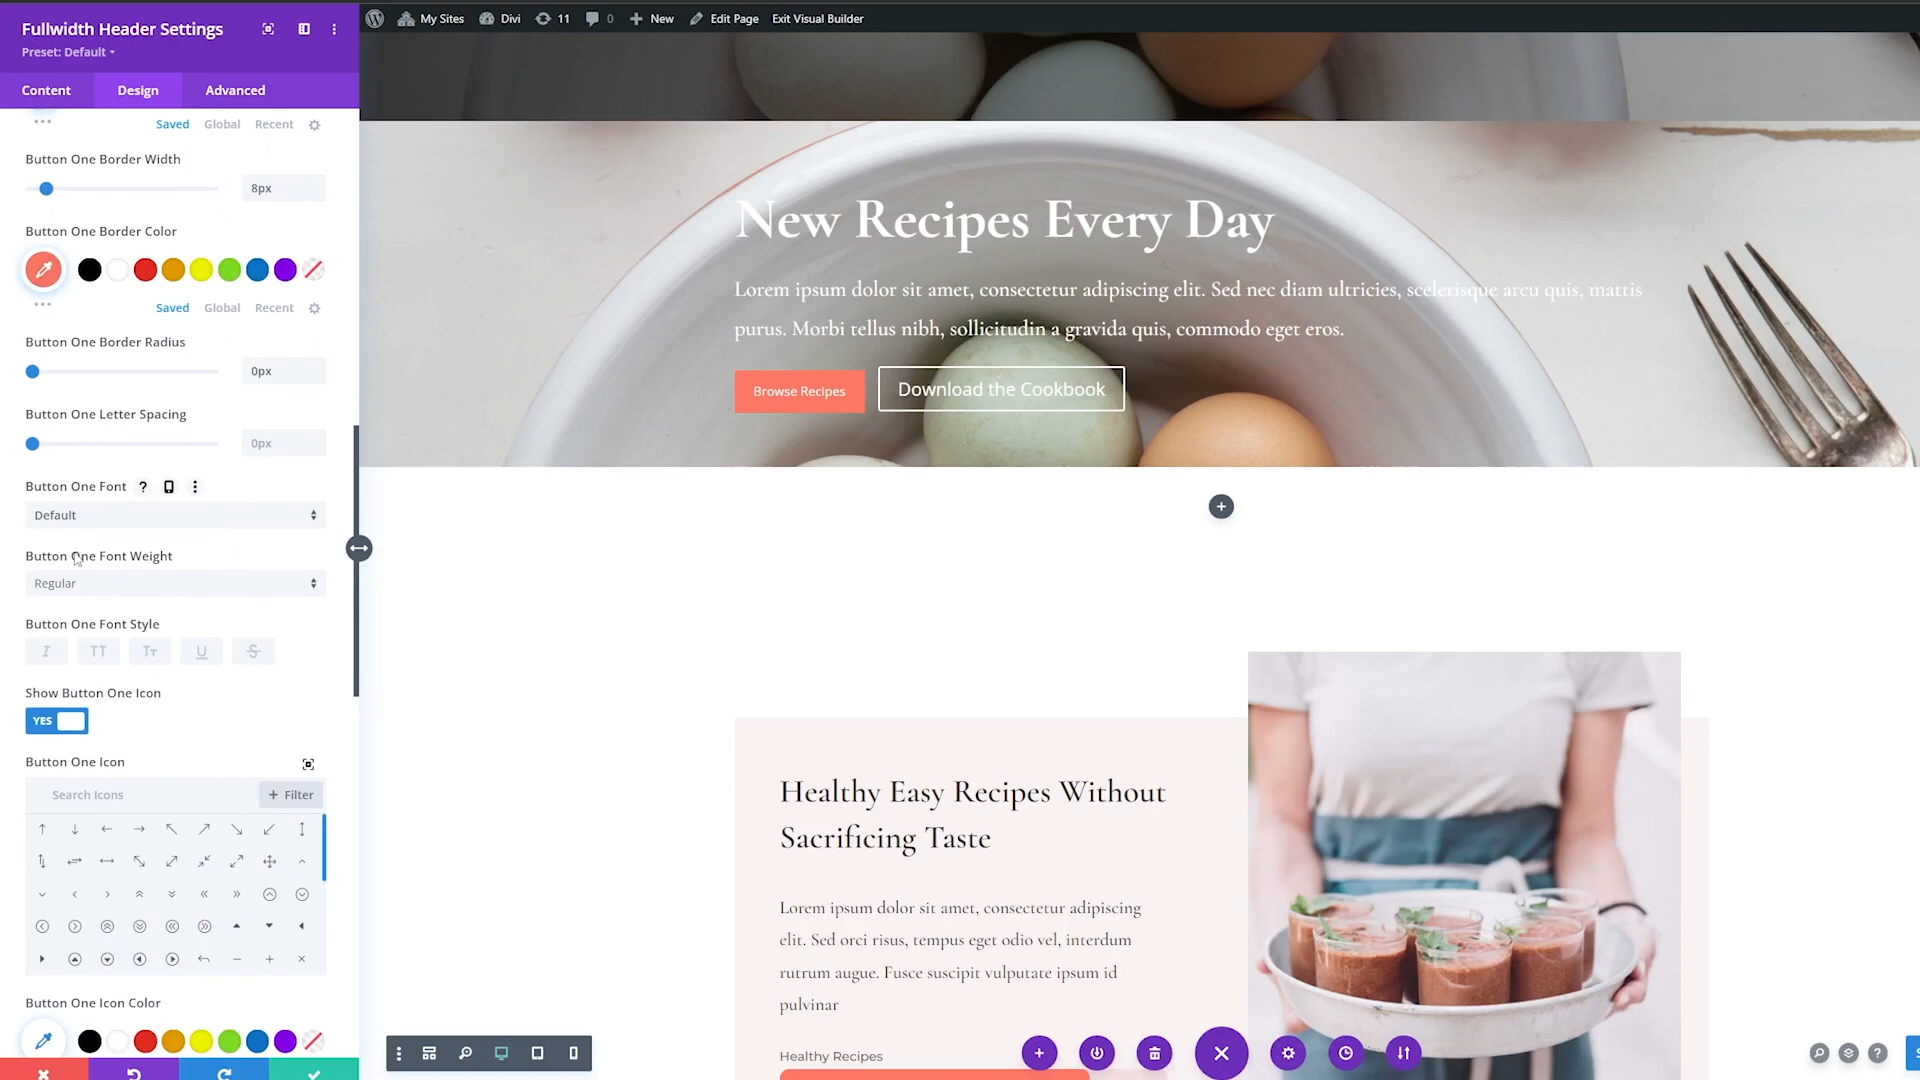 Fullwidth Header Settings
Preset: Default
Content Design Advanced
My Sites Divi 11 0 New Edit Page Exit Visual Builder
Saved Global Recent
Button One Border Width
8px
Button One Border Color
Saved Global Recent
Button One Border Radius
0px
Button One Letter Spacing
0px
Button One Font
Default
Button One Font Weight
Regular
Button One Font Style
I TT Tт U S
Show Button One Icon
YES
Button One Icon
Search Icons
+ Filter
Button One Icon Color
New Recipes Every Day
Lorem ipsum dolor sit amet, consectetur adipiscing elit. Sed nec diam ultricies, scelerisque arcu quis, mattis
purus. Morbi tellus nibh, sollicitudin a gravida quis, commodo eget eros.
Browse Recipes
Download the Cookbook
Healthy Easy Recipes Without
Sacrificing Taste
Lorem ipsum dolor sit amet, consectetur adipiscing
elit. Sed orci risus, tempus eget odio vel, interdum
rutrum augue. Fusce suscipit vulputate ipsum id
pulvinar
Healthy Recipes